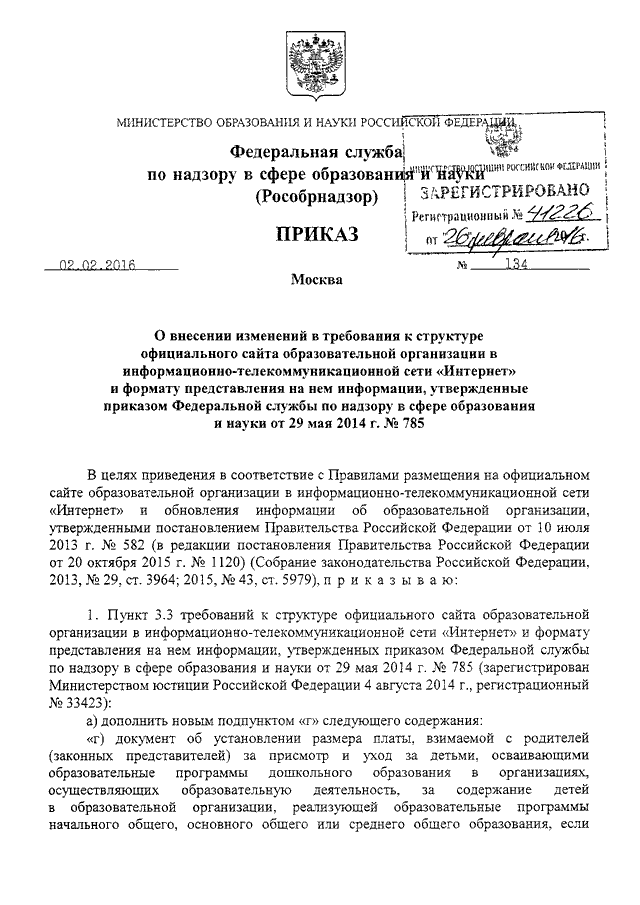 МИНИСТЕРСТВО ОБРАЗОВАНИЯ И НАУКИ РОССИЙСКОЙ ФЕДЕРАЦИИ
Федеральная служба
по надзору в сфере образования и науки
(Рособрнадзор)
ПРИКАЗ
МИНИСТЕРСТВО ЮСТИЦИИ РОССИЙСКОЙ ФЕДЕРАЦИИ
ЗАРЕГИСТРИРОВАНО
Регистрационный № 41226
от "26" февраля 2016г.
02.02.2016
№ 134
Москва
О внесении изменений в требования к структуре
официального сайта образовательной организации в
информационно-телекоммуникационной сети «Интернет»
и формату представления на нем информации, утвержденные
приказом Федеральной службы по надзору в сфере образования
и науки от 29 мая 2014 г. № 785
В целях приведения в соответствие с Правилами размещения на официальном
сайте образовательной организации в информационно-телекоммуникационной сети
«Интернет» и обновления информации об образовательной организации,
утвержденными постановлением Правительства Российской Федерации от 10 июля
2013 г. № 582 (в редакции постановления Правительства Российской Федерации
от 20 октября 2015 г. № 1120) (Собрание законодательства Российской Федерации,
2013, № 29, ст. 3964; 2015, № 43, ст. 5979), п р и к а з ы в а ю:
1. Пункт 3.3 требований к структуре официального сайта образовательной
организации в информационно-телекоммуникационной сети «Интернет» и формату
представления на нем информации, утвержденных приказом Федеральной службы
по надзору в сфере образования и науки от 29 мая 2014 г. № 785 (зарегистрирован
Министерством юстиции Российской Федерации 4 августа 2014 г., регистрационный
№ 33423):
а) дополнить новым подпунктом «г» следующего содержания:
«г) документ об установлении размера платы, взимаемой с родителей
(законных представителей) за присмотр и уход за детьми, осваивающими
образовательные программы дошкольного образования в организациях,
осуществляющих образовательную деятельность, за содержание детей
в образовательной организации, реализующей образовательные программы
начального общего, основного общего или среднего общего образования, если